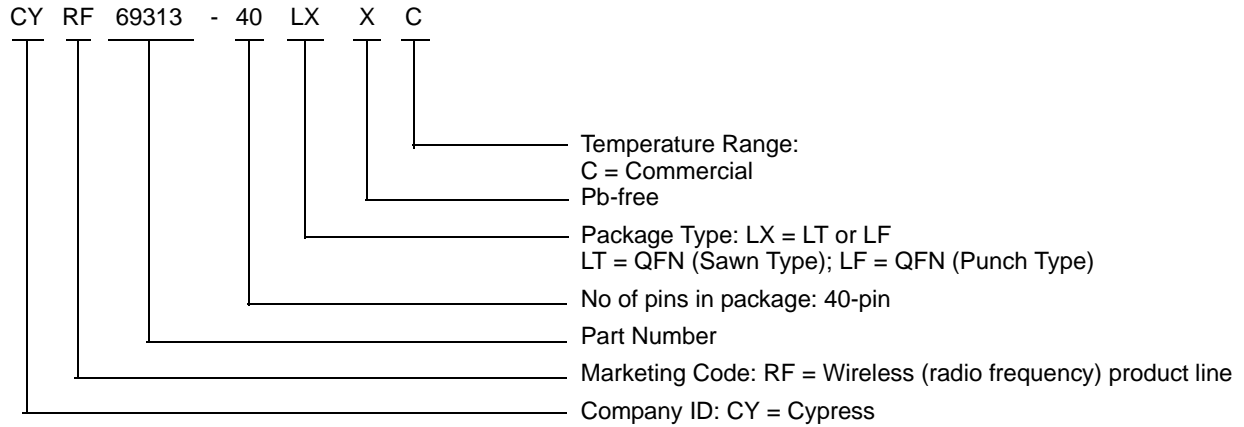 CY RF 69313 - 40 LX X C
Temperature Range:
C = Commercial
Pb-free
Package Type: LX = LT or LF
LT = QFN (Sawn Type); LF = QFN (Punch Type)
No of pins in package: 40-pin
Part Number
Marketing Code: RF = Wireless (radio frequency) product line
Company ID: CY = Cypress